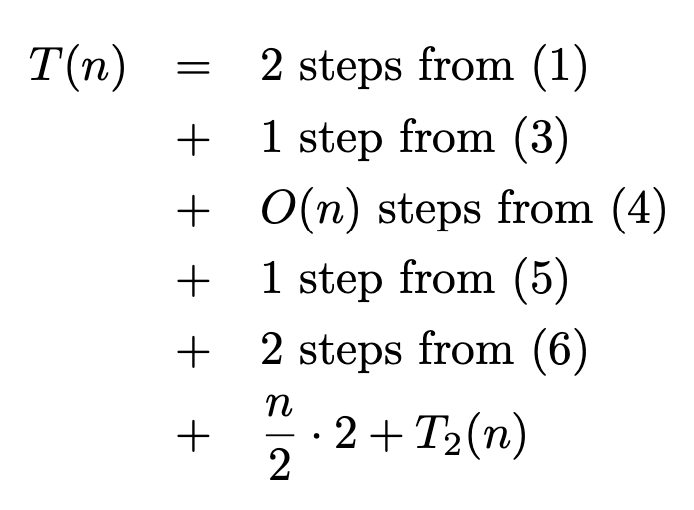 T(n) = 2 steps from (1)
+ 1 step from (3)
+ O(n) steps from (4)
+ 1 step from (5)
+ 2 steps from (6)
+ n/2 · 2 + T₂(n)